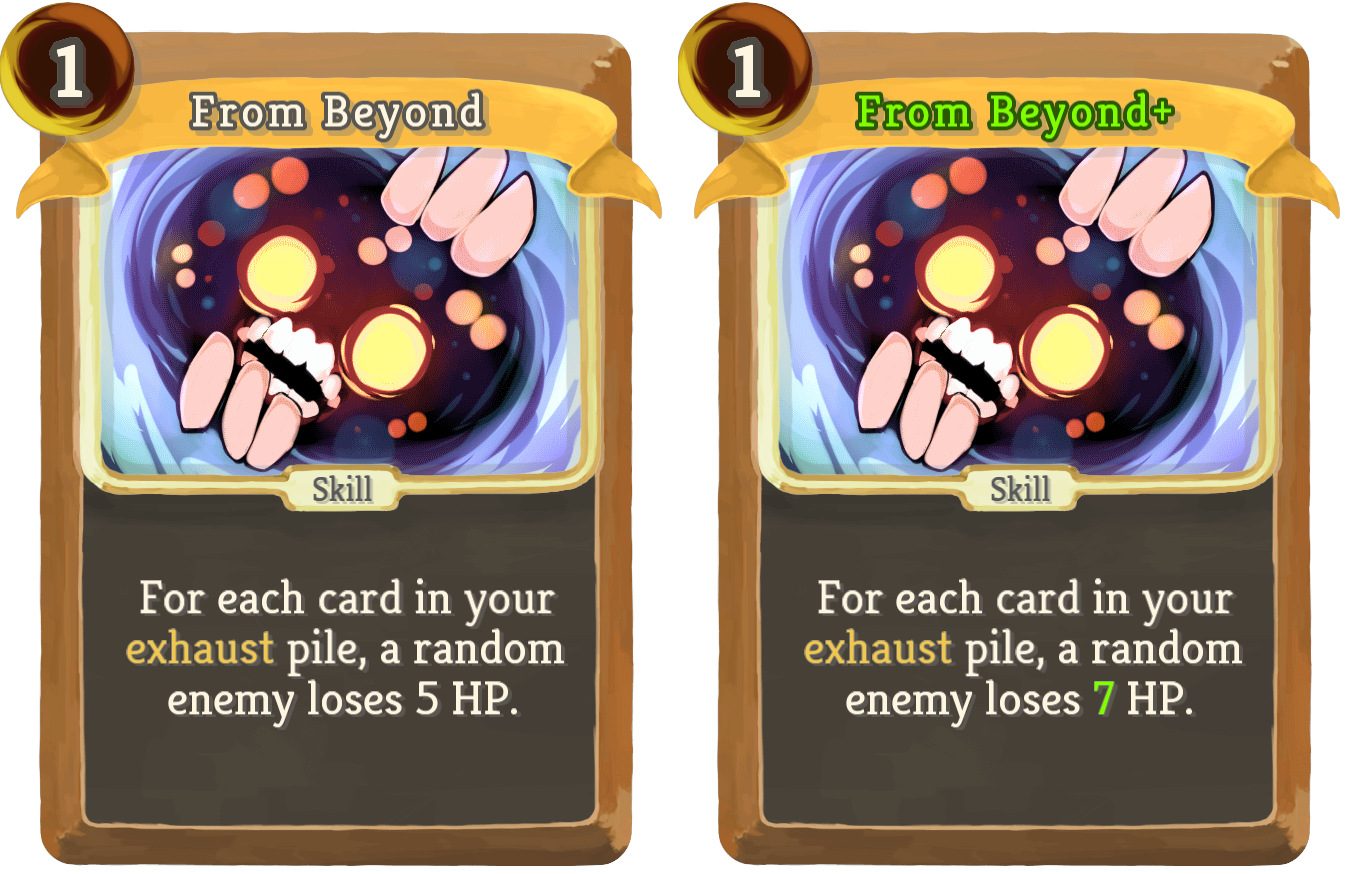 1
From Beyond
Skill
For each card in your
exhaust pile, a random
enemy loses 5 HP.
1
From Beyond+
Skill
For each card in your
exhaust pile, a random
enemy loses 7 HP.